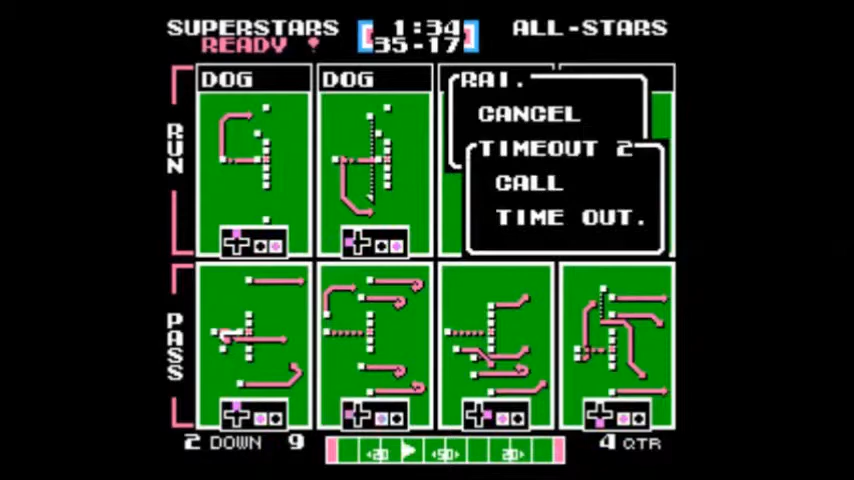 SUPERSTARS 1:34 ALL-STARS
READY 35-17
DOG DOG RAI.
CANCEL
TIMEOUT 2
CALL
TIME OUT.
RUN
PASS
2 DOWN 9 4 QTR
20 50 20